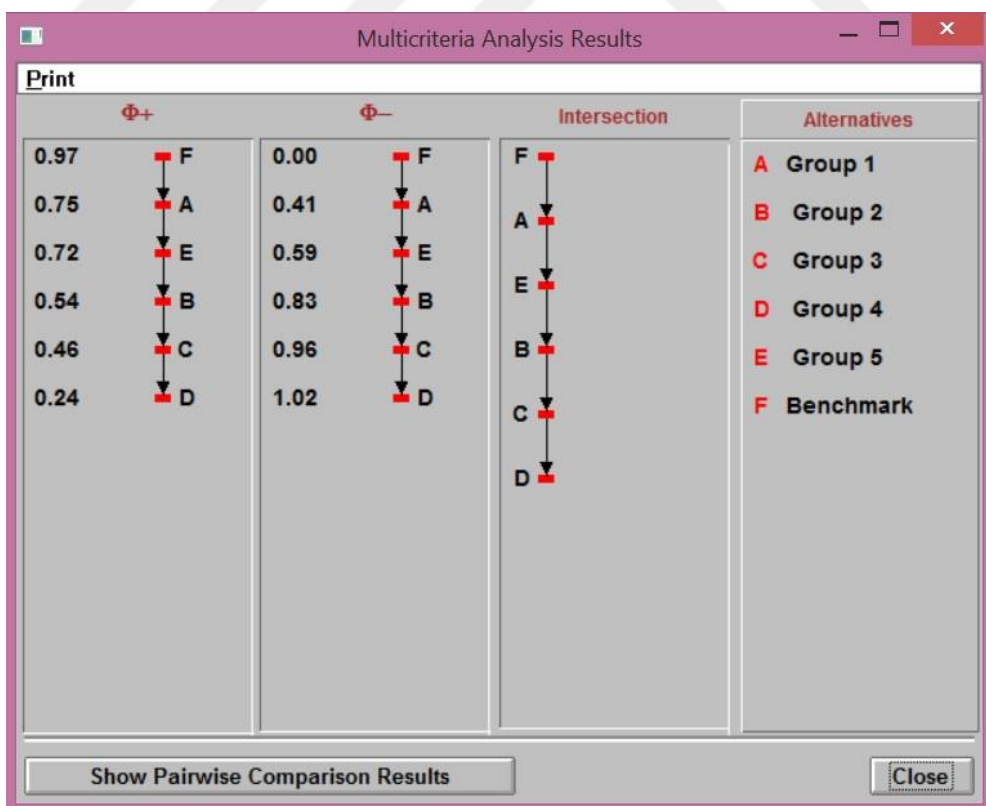 Multicriteria Analysis Results
Print
Φ+
0.97 F
0.75 A
0.72 E
0.54 B
0.46 C
0.24 D
Φ−
0.00 F
0.41 A
0.59 E
0.83 B
0.96 C
1.02 D
Intersection
F
A
E
B
C
D
Alternatives
A Group 1
B Group 2
C Group 3
D Group 4
E Group 5
F Benchmark
Show Pairwise Comparison Results
Close